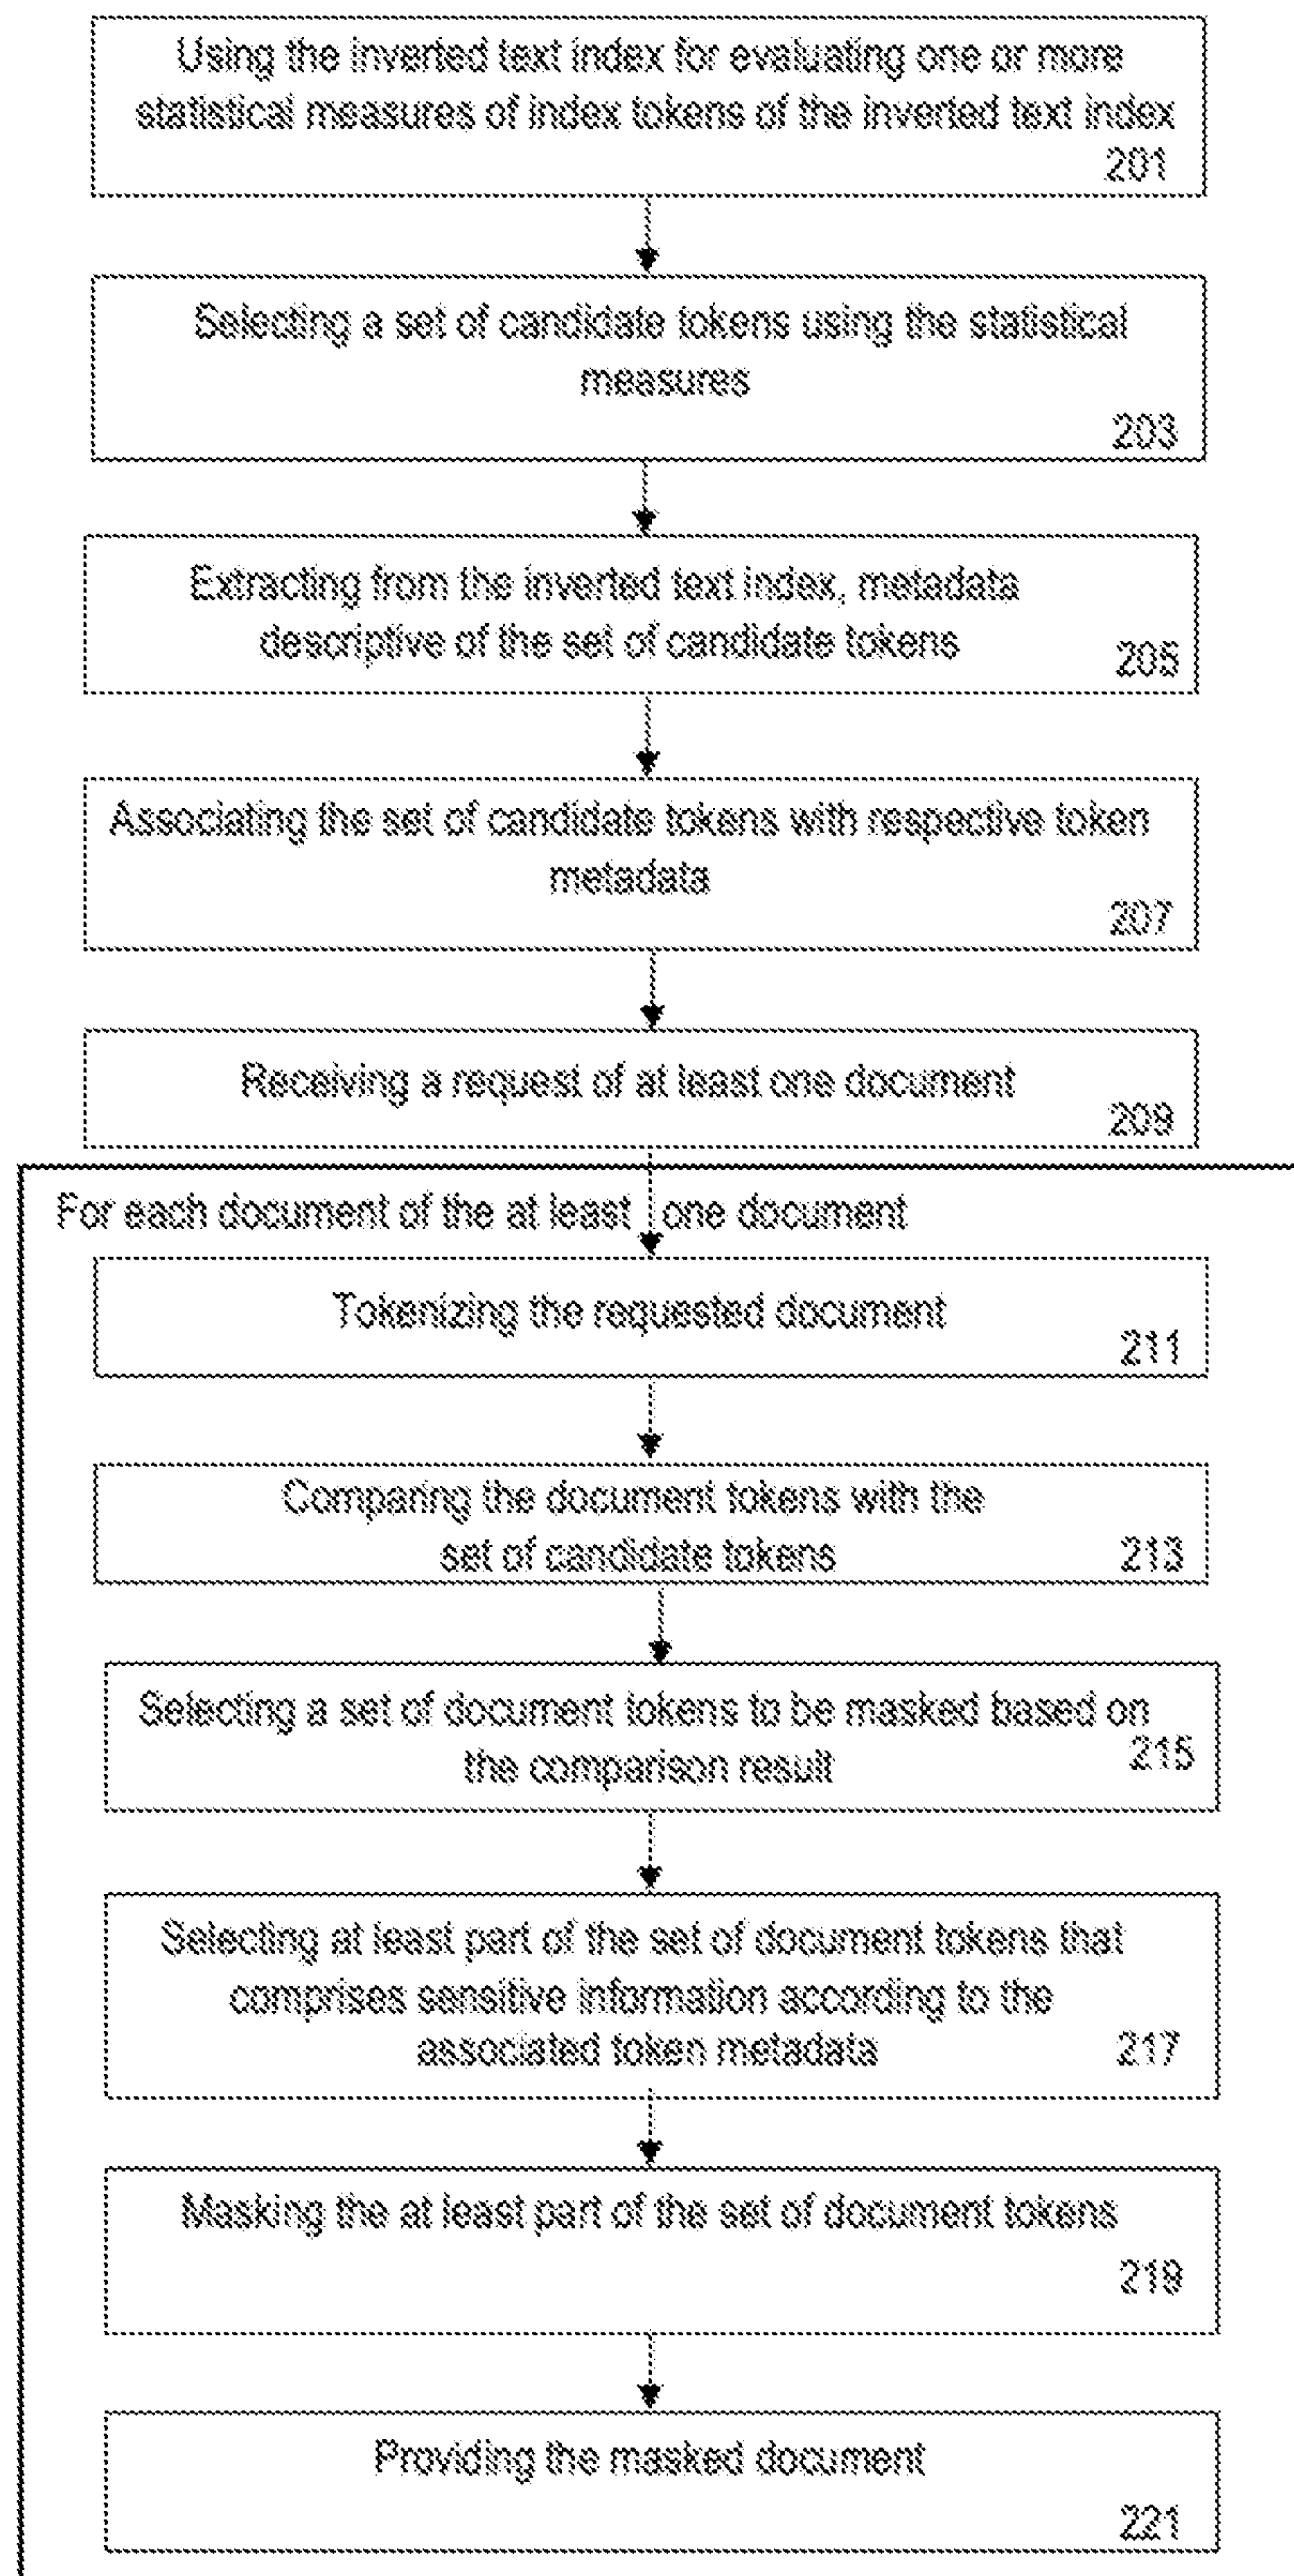 Using the inverted text index for evaluating one or more
statistical measures of index tokens of the inverted text index
201
Selecting a set of candidate tokens using the statistical
measures
203
Extracting from the inverted text index, metadata
descriptive of the set of candidate tokens
205
Associating the set of candidate tokens with respective token
metadata
207
Receiving a request of at least one document
209
For each document of the at least one document
Tokenizing the requested document
211
Comparing the document tokens with the
set of candidate tokens
213
Selecting a set of document tokens to be masked based on
215
the comparison result
Selecting at least part of the set of document tokens that
comprises sensitive information according to the
associated token metadata
217
Masking the at least part of the set of document tokens
219
Providing the masked document
221